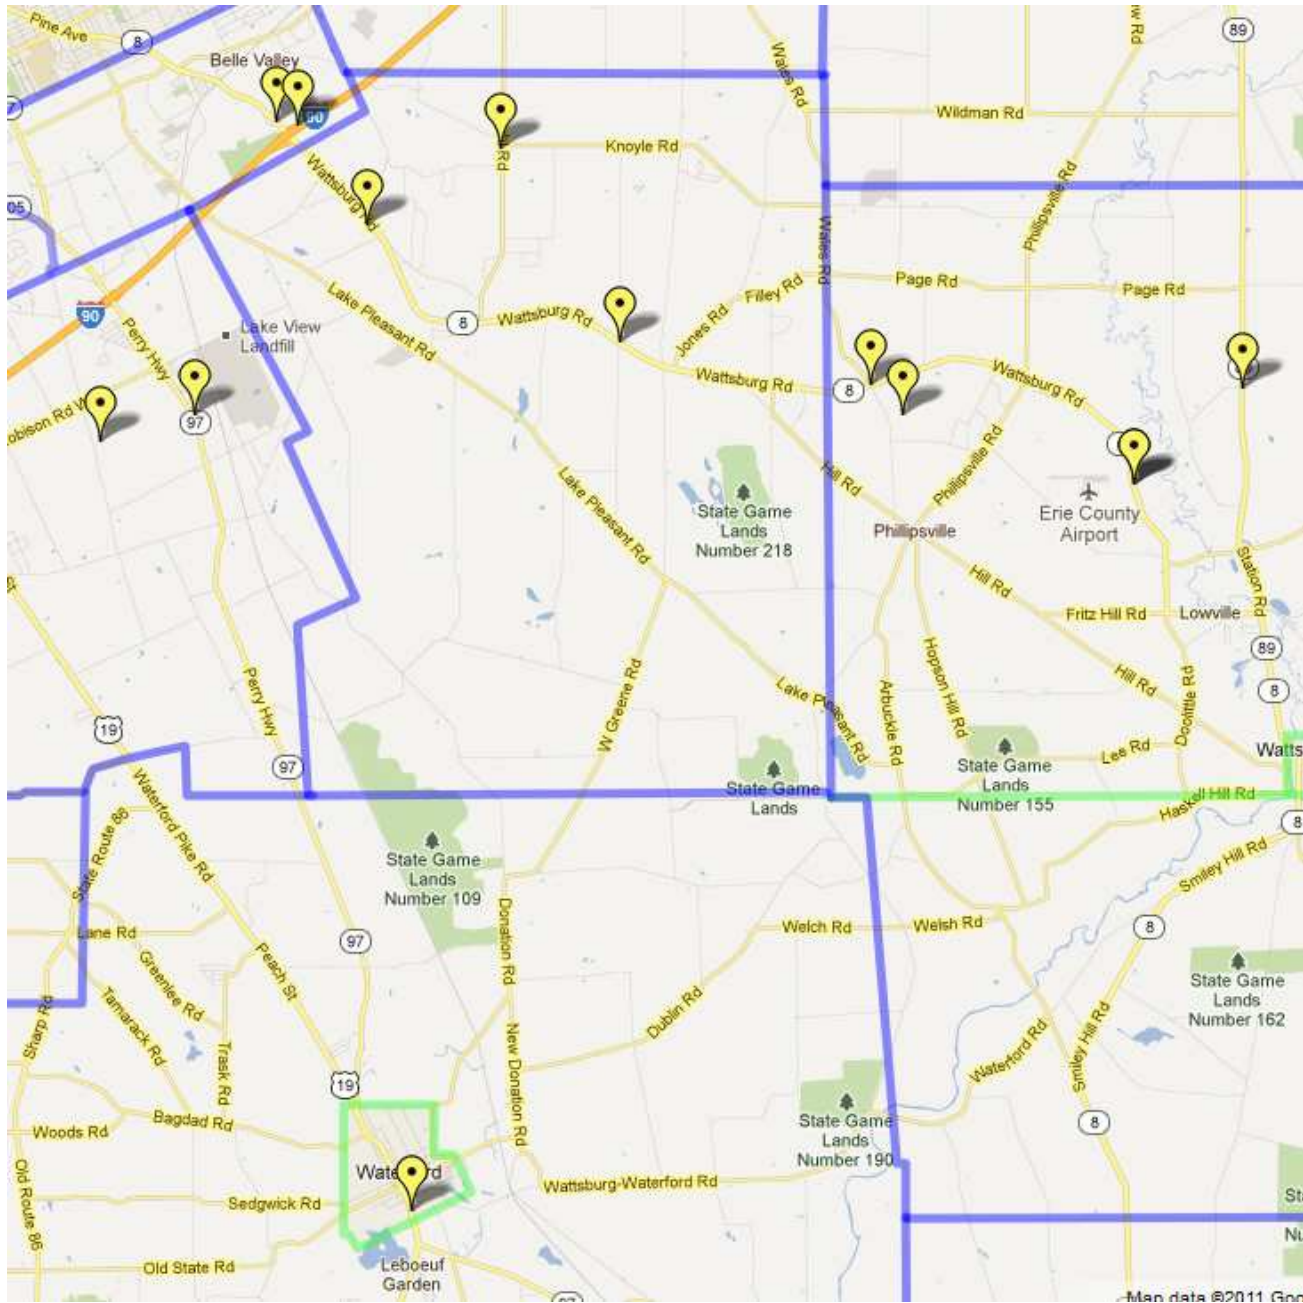 Pine Ave
8
Belle Valley
90
Wales Rd
89
Wildman Rd
Rd
Knoyle Rd
Wattsburg Rd
05
Phillipsville Rd
Wales Rd
Page Rd
Page Rd
Filley Rd
Jones Rd
Lake Pleasant Rd
8
Wattsburg Rd
90
Perry Hwy
Lake View
Landfill
Wattsburg Rd
8
Wattsburg Rd
obison Rd W
97
Hill Rd
Phillipsville Rd
Lake Pleasant Rd
State Game
Lands
Number 218
Phillipsville
Erie County
Airport
Hill Rd
Station Rd
Fritz Hill Rd
Lowville
89
8
Hopson Hill Rd
Hill Rd
Perry Hwy
W Greene Rd
Lake Pleasant Rd
Arbuckle Rd
Doolittle Rd
Lee Rd
19
97
Watts
State Game
Lands
State Game
Lands
Number 155
Haskell Hill Rd
8
Waterford Pike Rd
State Route 86
State Game
Lands
Number 109
Smiley Hill Rd
Lane Rd
97
Donation Rd
Welch Rd
Welsh Rd
8
Peach St
Greenlee Rd
Tamarack Rd
Sharp Rd
Dublin Rd
State Game
Lands
Number 162
Trask Rd
New Donation Rd
Waterford Rd
Smiley Hill Rd
19
Bagdad Rd
Woods Rd
State Game
Lands
Number 190
8
Old Route 86
Sedgwick Rd
Wattsburg-Waterford Rd
Old State Rd
Leboeuf
Garden
97
Map data ©2011 Goo